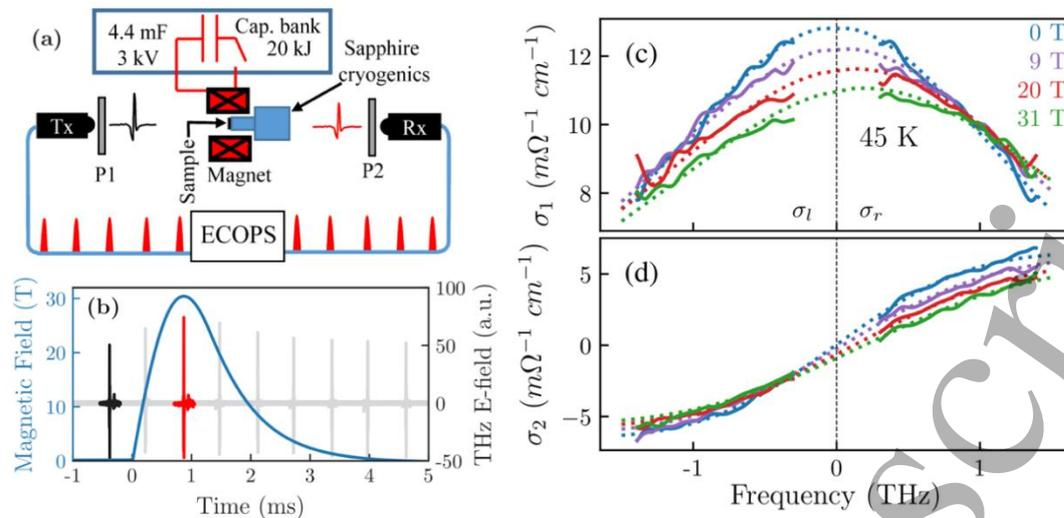 (a)
4.4 mF
3 kV
Cap. bank
20 kJ
Sapphire
cryogenics
Tx
P1
Sample
Magnet
P2
Rx
ECOPS
(b)
Magnetic Field (T)
30
20
10
0
-1 0 1 2 3 4 5
Time (ms)
100
50
0
-50
THz E-field (a.u.)
(c)
σ₁ (mΩ⁻¹ cm⁻¹)
12
10
8
0 T
9 T
20 T
31 T
45 K
σₗ σᵣ
(d)
σ₂ (mΩ⁻¹ cm⁻¹)
5
0
−5
-1 0 1
Frequency (THz)
scri